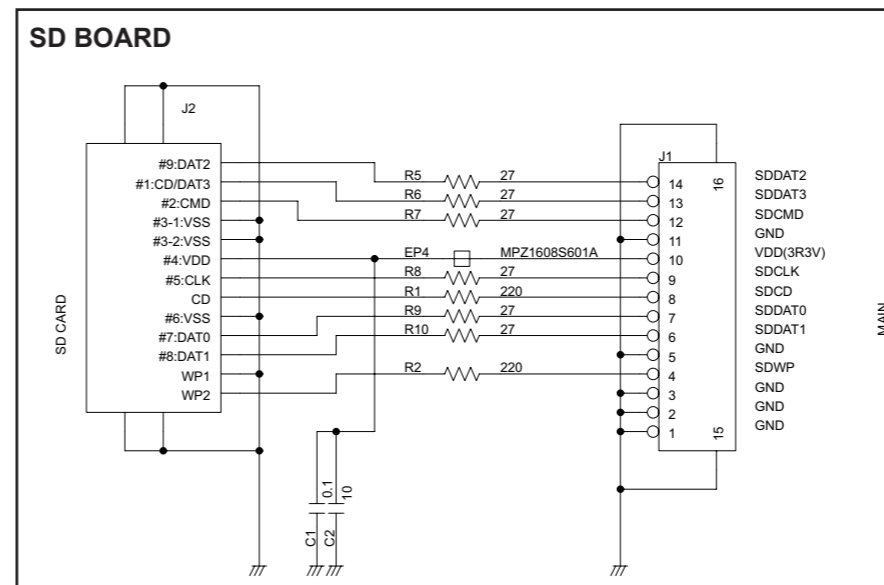 SD BOARD
J2
SD CARD
#9:DAT2
#1:CD/DAT3
#2:CMD
#3-1:VSS
#3-2:VSS
#4:VDD
#5:CLK
CD
#6:VSS
#7:DAT0
#8:DAT1
WP1
WP2
R5 27
R6 27
R7 27
EP4 MPZ1608S601A
R8 27
R1 220
R9 27
R10 27
R2 220
C1 0.1
C2 10
J1
16
14 SDDAT2
13 SDDAT3
12 SDCMD
11 GND
10 VDD(3R3V)
9 SDCLK
8 SDCD
7 SDDAT0
6 SDDAT1
5 GND
4 SDWP
3 GND
2 GND
1 GND
15
MAIN